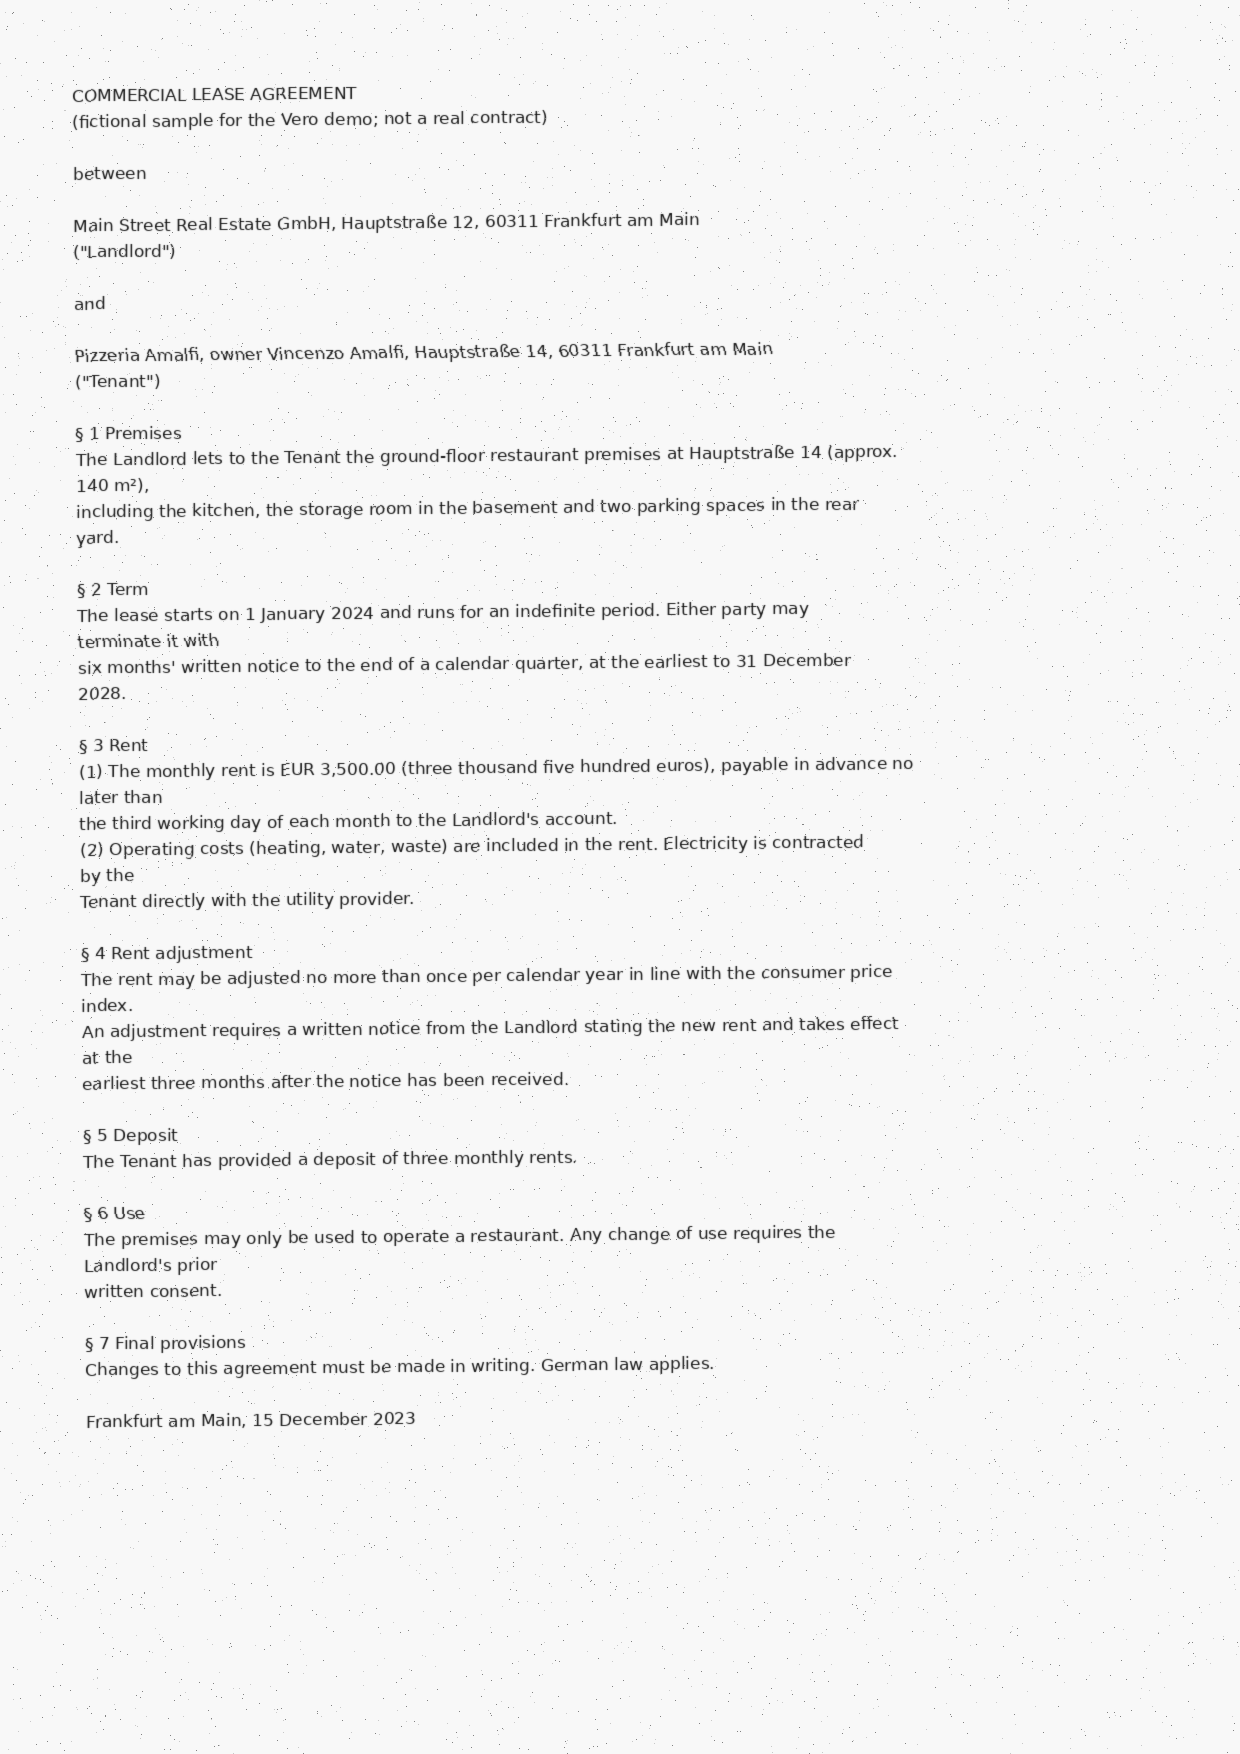 COMMERCIAL LEASE AGREEMENT
(fictional sample for the Vero demo; not a real contract)
between
Main Street Real Estate GmbH, Hauptstraße 12, 60311 Frankfurt am Main
("Landlord")
and
Pizzeria Amalfi, owner Vincenzo Amalfi, Hauptstraße 14, 60311 Frankfurt am Main
("Tenant")
§ 1 Premises
The Landlord lets to the Tenant the ground-floor restaurant premises at Hauptstraße 14 (approx.
140 m²),
including the kitchen, the storage room in the basement and two parking spaces in the rear
yard.
§ 2 Term
The lease starts on 1 January 2024 and runs for an indefinite period. Either party may
terminate it with
six months' written notice to the end of a calendar quarter, at the earliest to 31 December
2028.
§ 3 Rent
(1) The monthly rent is EUR 3,500.00 (three thousand five hundred euros), payable in advance no
later than
the third working day of each month to the Landlord's account.
(2) Operating costs (heating, water, waste) are included in the rent. Electricity is contracted
by the
Tenant directly with the utility provider.
§ 4 Rent adjustment
The rent may be adjusted no more than once per calendar year in line with the consumer price
index.
An adjustment requires a written notice from the Landlord stating the new rent and takes effect
at the
earliest three months after the notice has been received.
§ 5 Deposit
The Tenant has provided a deposit of three monthly rents.
§ 6 Use
The premises may only be used to operate a restaurant. Any change of use requires the
Landlord's prior
written consent.
§ 7 Final provisions
Changes to this agreement must be made in writing. German law applies.
Frankfurt am Main, 15 December 2023